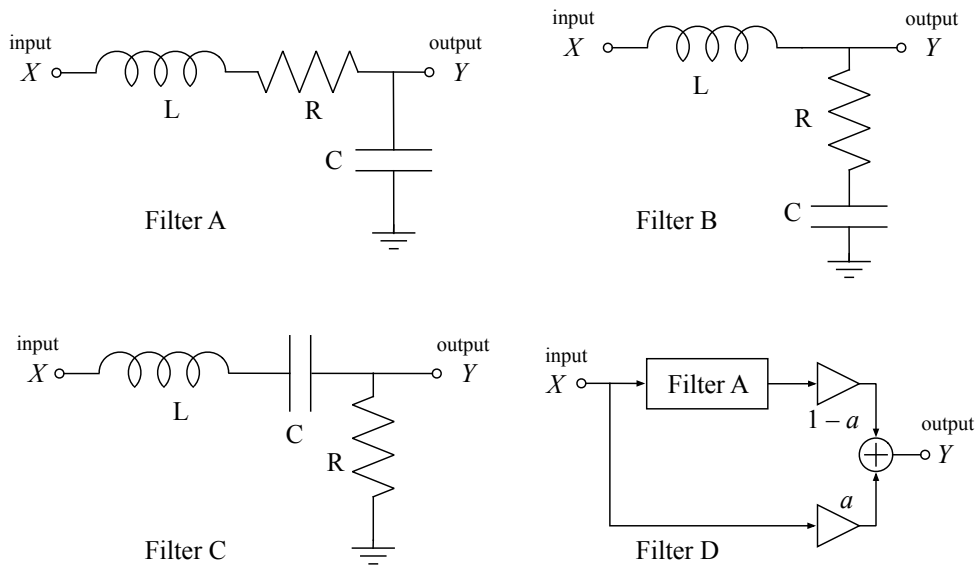 input
output
X
Y
L
R
C
Filter A
input
output
X
Y
L
R
C
Filter B
input
output
X
Y
L
C
R
Filter C
input
X
Filter A
1 − a
output
Y
a
Filter D